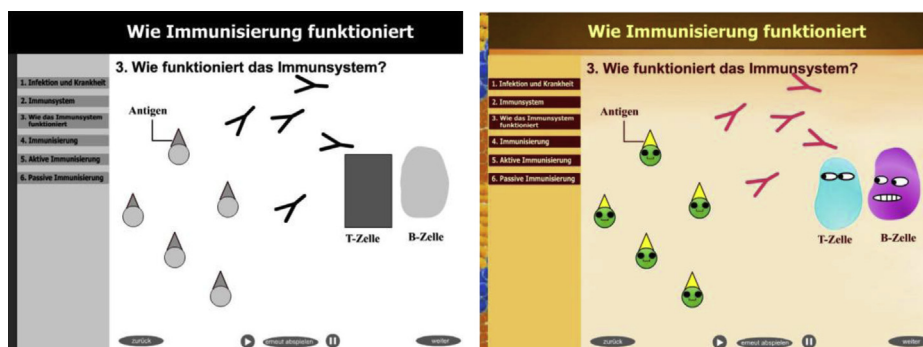 Wie Immunisierung funktioniert
3. Wie funktioniert das Immunsystem?
1. Infektion und Krankheit
2. Immunsystem
3. Wie das Immunsystem
funktioniert
4. Immunisierung
5. Aktive Immunisierung
6. Passive Immunisierung
Antigen
T-Zelle
B-Zelle
zurück
erneut abspielen
weiter
Wie Immunisierung funktioniert
3. Wie funktioniert das Immunsystem?
1. Infektion und Krankheit
2. Immunsystem
3. Wie das Immunsystem
funktioniert
4. Immunisierung
5. Aktive Immunisierung
6. Passive Immunisierung
Antigen
T-Zelle
B-Zelle
zurück
erneut abspielen
weiter